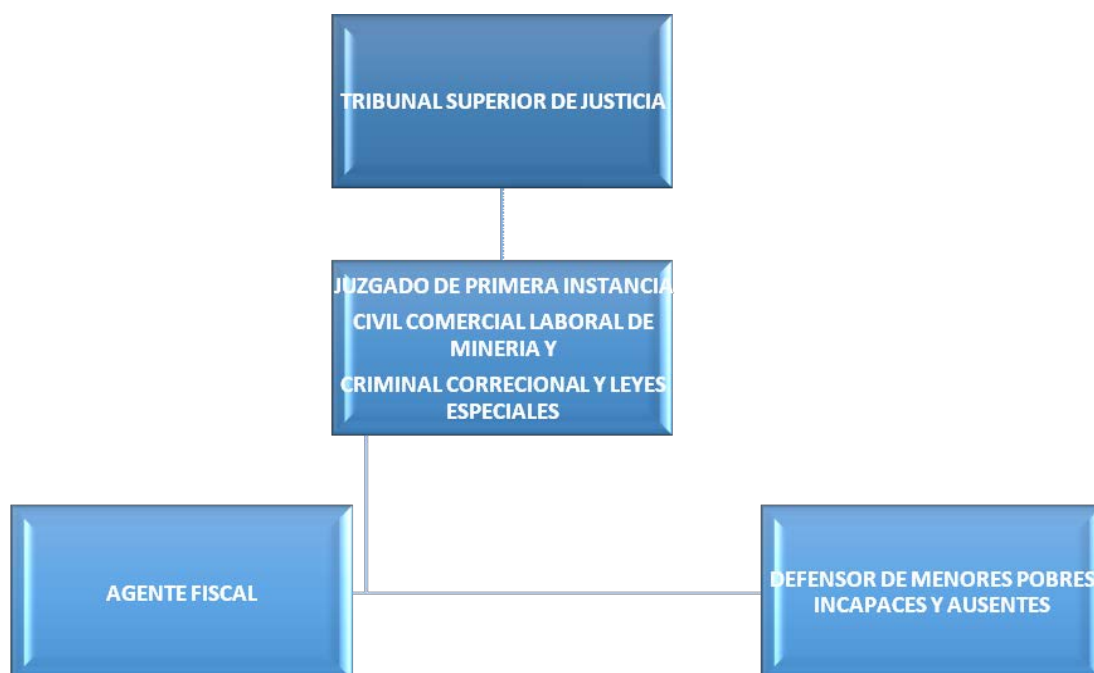 TRIBUNAL SUPERIOR DE JUSTICIA
JUZGADO DE PRIMERA INSTANCIA
CIVIL COMERCIAL LABORAL DE
MINERIA Y
CRIMINAL CORRECIONAL Y LEYES
ESPECIALES
AGENTE FISCAL
DEFENSOR DE MENORES POBRES
INCAPACES Y AUSENTES